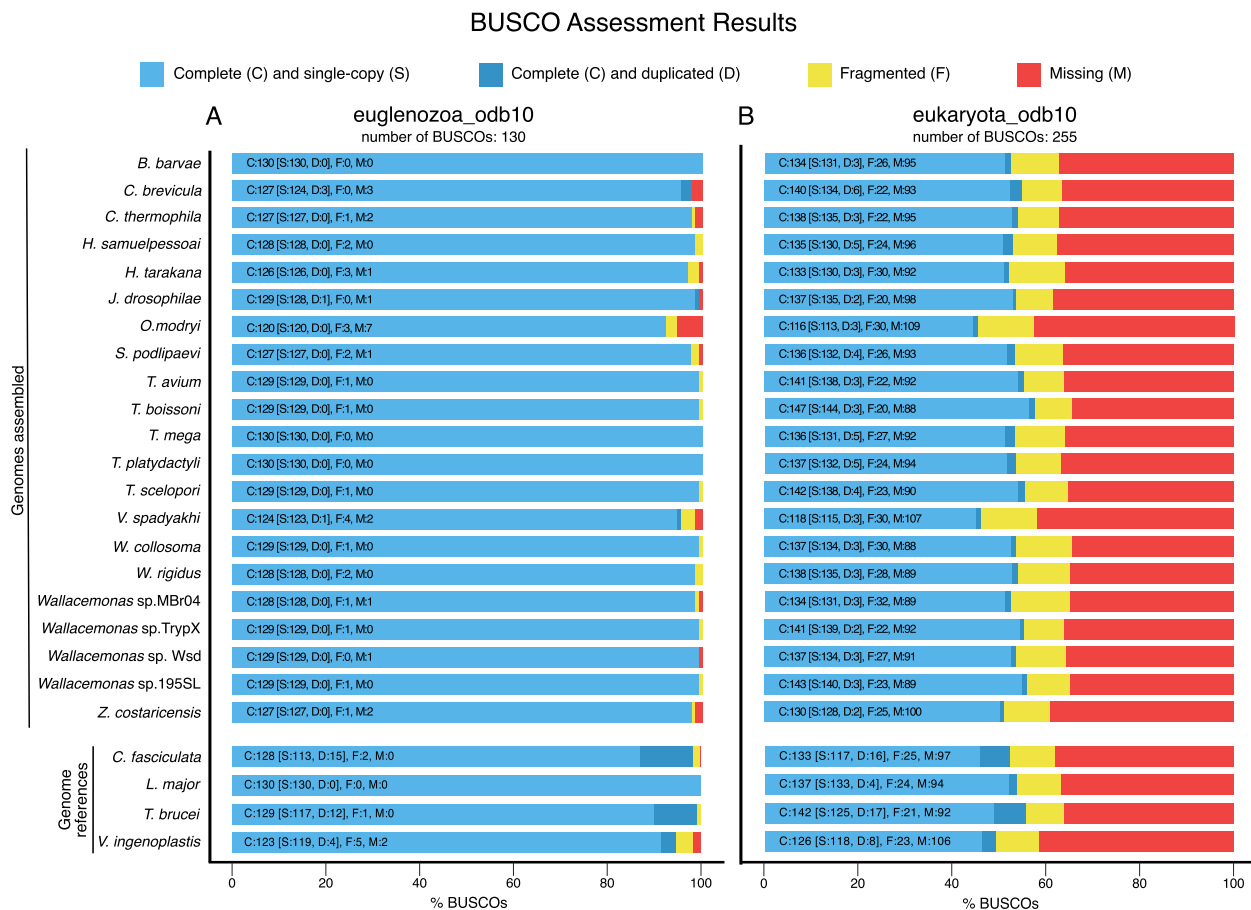 BUSCO Assessment Results
Complete (C) and single-copy (S)
Complete (C) and duplicated (D)
Fragmented (F)
Missing (M)
A
euglenozoa_odb10
number of BUSCOs: 130
B
eukaryota_odb10
number of BUSCOs: 255
Genomes assembled
B. barvae C:130 [S:130, D:0], F:0, M:0 C:134 [S:131, D:3], F:26, M:95
C. brevicula C:127 [S:124, D:3], F:0, M:3 C:140 [S:134, D:6], F:22, M:93
C. thermophila C:127 [S:127, D:0], F:1, M:2 C:138 [S:135, D:3], F:22, M:95
H. samuelpessoai C:128 [S:128, D:0], F:2, M:0 C:135 [S:130, D:5], F:24, M:96
H. tarakana C:126 [S:126, D:0], F:3, M:1 C:133 [S:130, D:3], F:30, M:92
J. drosophilae C:129 [S:128, D:1], F:0, M:1 C:137 [S:135, D:2], F:20, M:98
O.modryi C:120 [S:120, D:0], F:3, M:7 C:116 [S:113, D:3], F:30, M:109
S. podlipaevi C:127 [S:127, D:0], F:2, M:1 C:136 [S:132, D:4], F:26, M:93
T. avium C:129 [S:129, D:0], F:1, M:0 C:141 [S:138, D:3], F:22, M:92
T. boissoni C:129 [S:129, D:0], F:1, M:0 C:147 [S:144, D:3], F:20, M:88
T. mega C:130 [S:130, D:0], F:0, M:0 C:136 [S:131, D:5], F:27, M:92
T. platydactyli C:130 [S:130, D:0], F:0, M:0 C:137 [S:132, D:5], F:24, M:94
T. scelopori C:129 [S:129, D:0], F:1, M:0 C:142 [S:138, D:4], F:23, M:90
V. spadyakhi C:124 [S:123, D:1], F:4, M:2 C:118 [S:115, D:3], F:30, M:107
W. collosoma C:129 [S:129, D:0], F:1, M:0 C:137 [S:134, D:3], F:30, M:88
W. rigidus C:128 [S:128, D:0], F:2, M:0 C:138 [S:135, D:3], F:28, M:89
Wallacemonas sp.MBr04 C:128 [S:128, D:0], F:1, M:1 C:134 [S:131, D:3], F:32, M:89
Wallacemonas sp.TrypX C:129 [S:129, D:0], F:1, M:0 C:141 [S:139, D:2], F:22, M:92
Wallacemonas sp. Wsd C:129 [S:129, D:0], F:0, M:1 C:137 [S:134, D:3], F:27, M:91
Wallacemonas sp.195SL C:129 [S:129, D:0], F:1, M:0 C:143 [S:140, D:3], F:23, M:89
Z. costaricensis C:127 [S:127, D:0], F:1, M:2 C:130 [S:128, D:2], F:25, M:100
Genome
references
C. fasciculata C:128 [S:113, D:15], F:2, M:0 C:133 [S:117, D:16], F:25, M:97
L. major C:130 [S:130, D:0], F:0, M:0 C:137 [S:133, D:4], F:24, M:94
T. brucei C:129 [S:117, D:12], F:1, M:0 C:142 [S:125, D:17], F:21, M:92
V. ingenoplastis C:123 [S:119, D:4], F:5, M:2 C:126 [S:118, D:8], F:23, M:106
0 20 40 60 80 100 0 20 40 60 80 100
% BUSCOs % BUSCOs